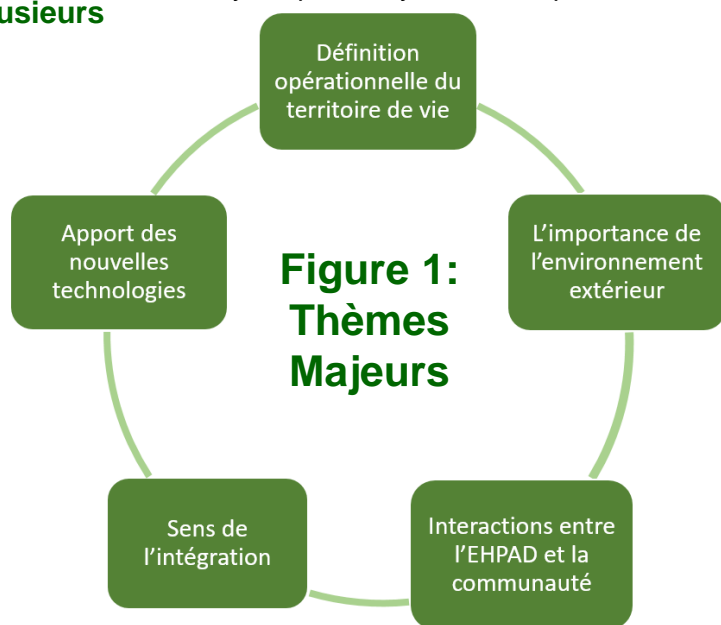 usieurs
Définition
opérationnelle du
territoire de vie
L'importance de
l'environnement
extérieur
Interactions entre
l'EHPAD et la
communauté
Sens de
l'intégration
Apport des
nouvelles
technologies
Figure 1:
Thèmes
Majeurs